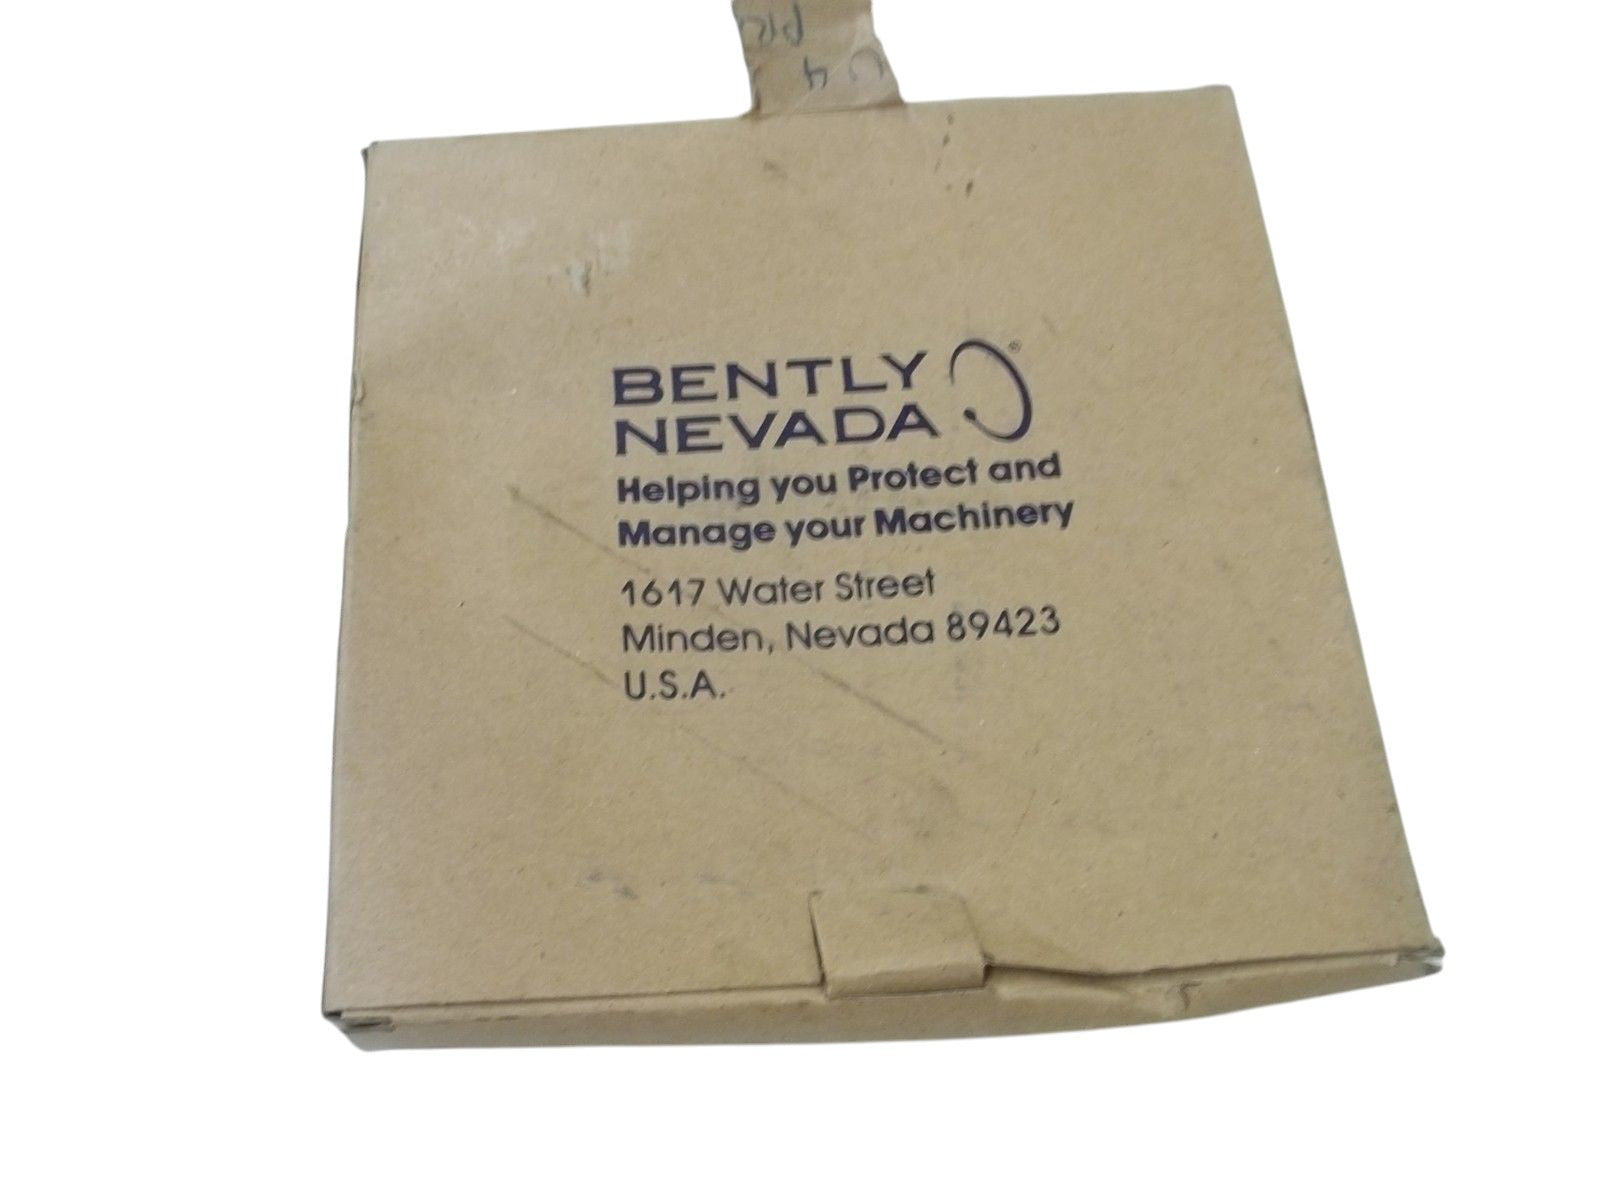 BENTLY
NEVADA ®
Helping you Protect and
Manage your Machinery
1617 Water Street
Minden, Nevada 89423
U.S.A.